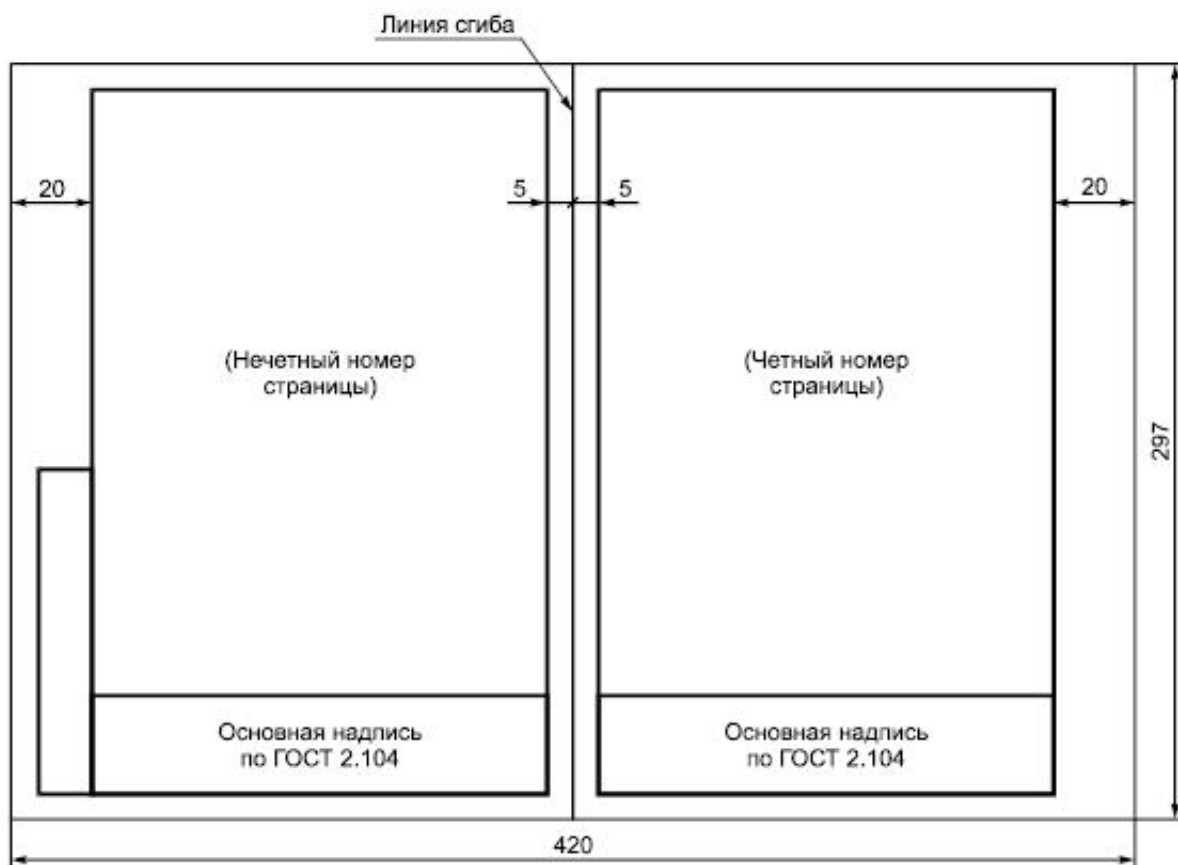 Линия сгиба
20
5
5
20
(Нечетный номер
страницы)
(Четный номер
страницы)
297
Основная надпись
по ГОСТ 2.104
Основная надпись
по ГОСТ 2.104
420